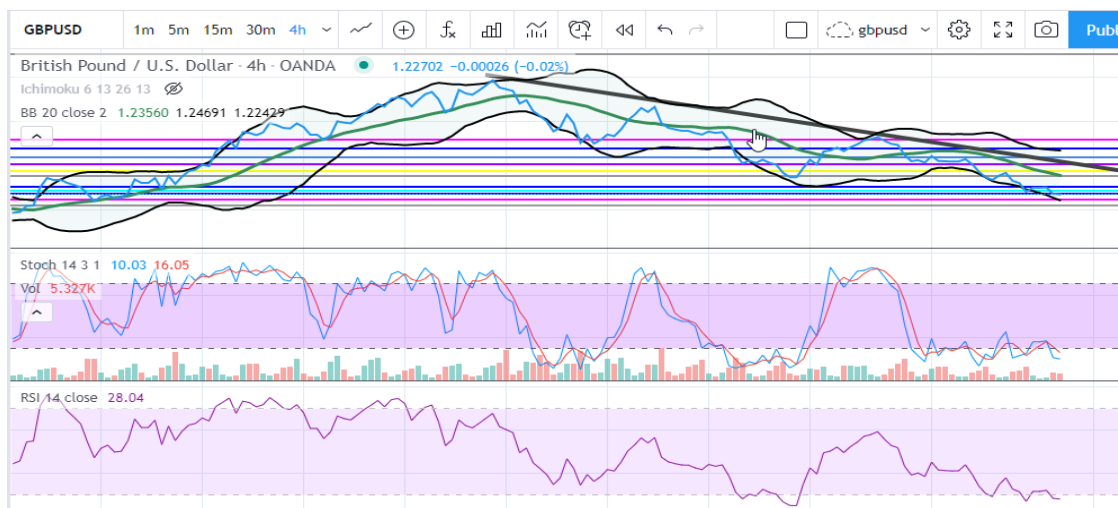 GBPUSD 1m 5m 15m 30m 4h gbpusd Publ
British Pound / U.S. Dollar · 4h · OANDA 1.22702 −0.00026 (−0.02%)
Ichimoku 6 13 26 13
BB 20 close 2 1.23560 1.24691 1.22429
Stoch 14 3 1 10.03 16.05
Vol 5.327K
RSI 14 close 28.04